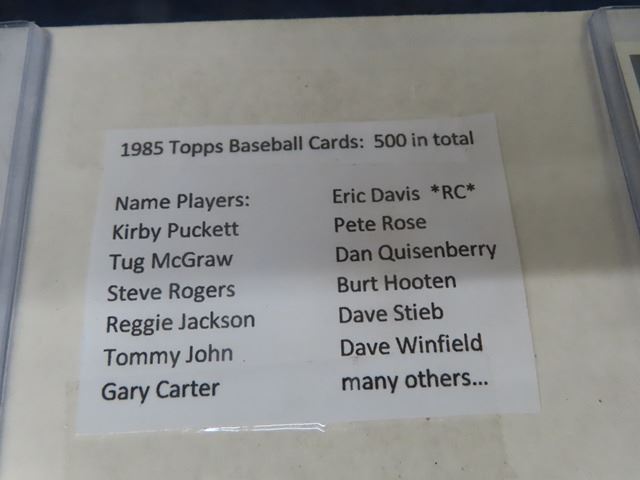 1985 Topps Baseball Cards: 500 in total
Name Players:
Kirby Puckett
Tug McGraw
Steve Rogers
Reggie Jackson
Tommy John
Gary Carter
Eric Davis *RC*
Pete Rose
Dan Quisenberry
Burt Hooten
Dave Stieb
Dave Winfield
many others...